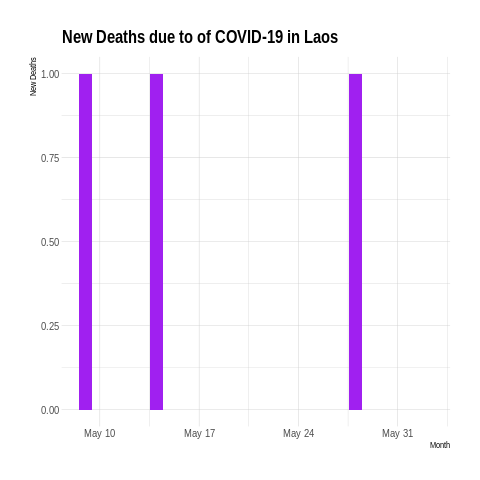 New Deaths due to of COVID-19 in Laos
New Deaths
1.00
0.75
0.50
0.25
0.00
May 10 May 17 May 24 May 31
Month